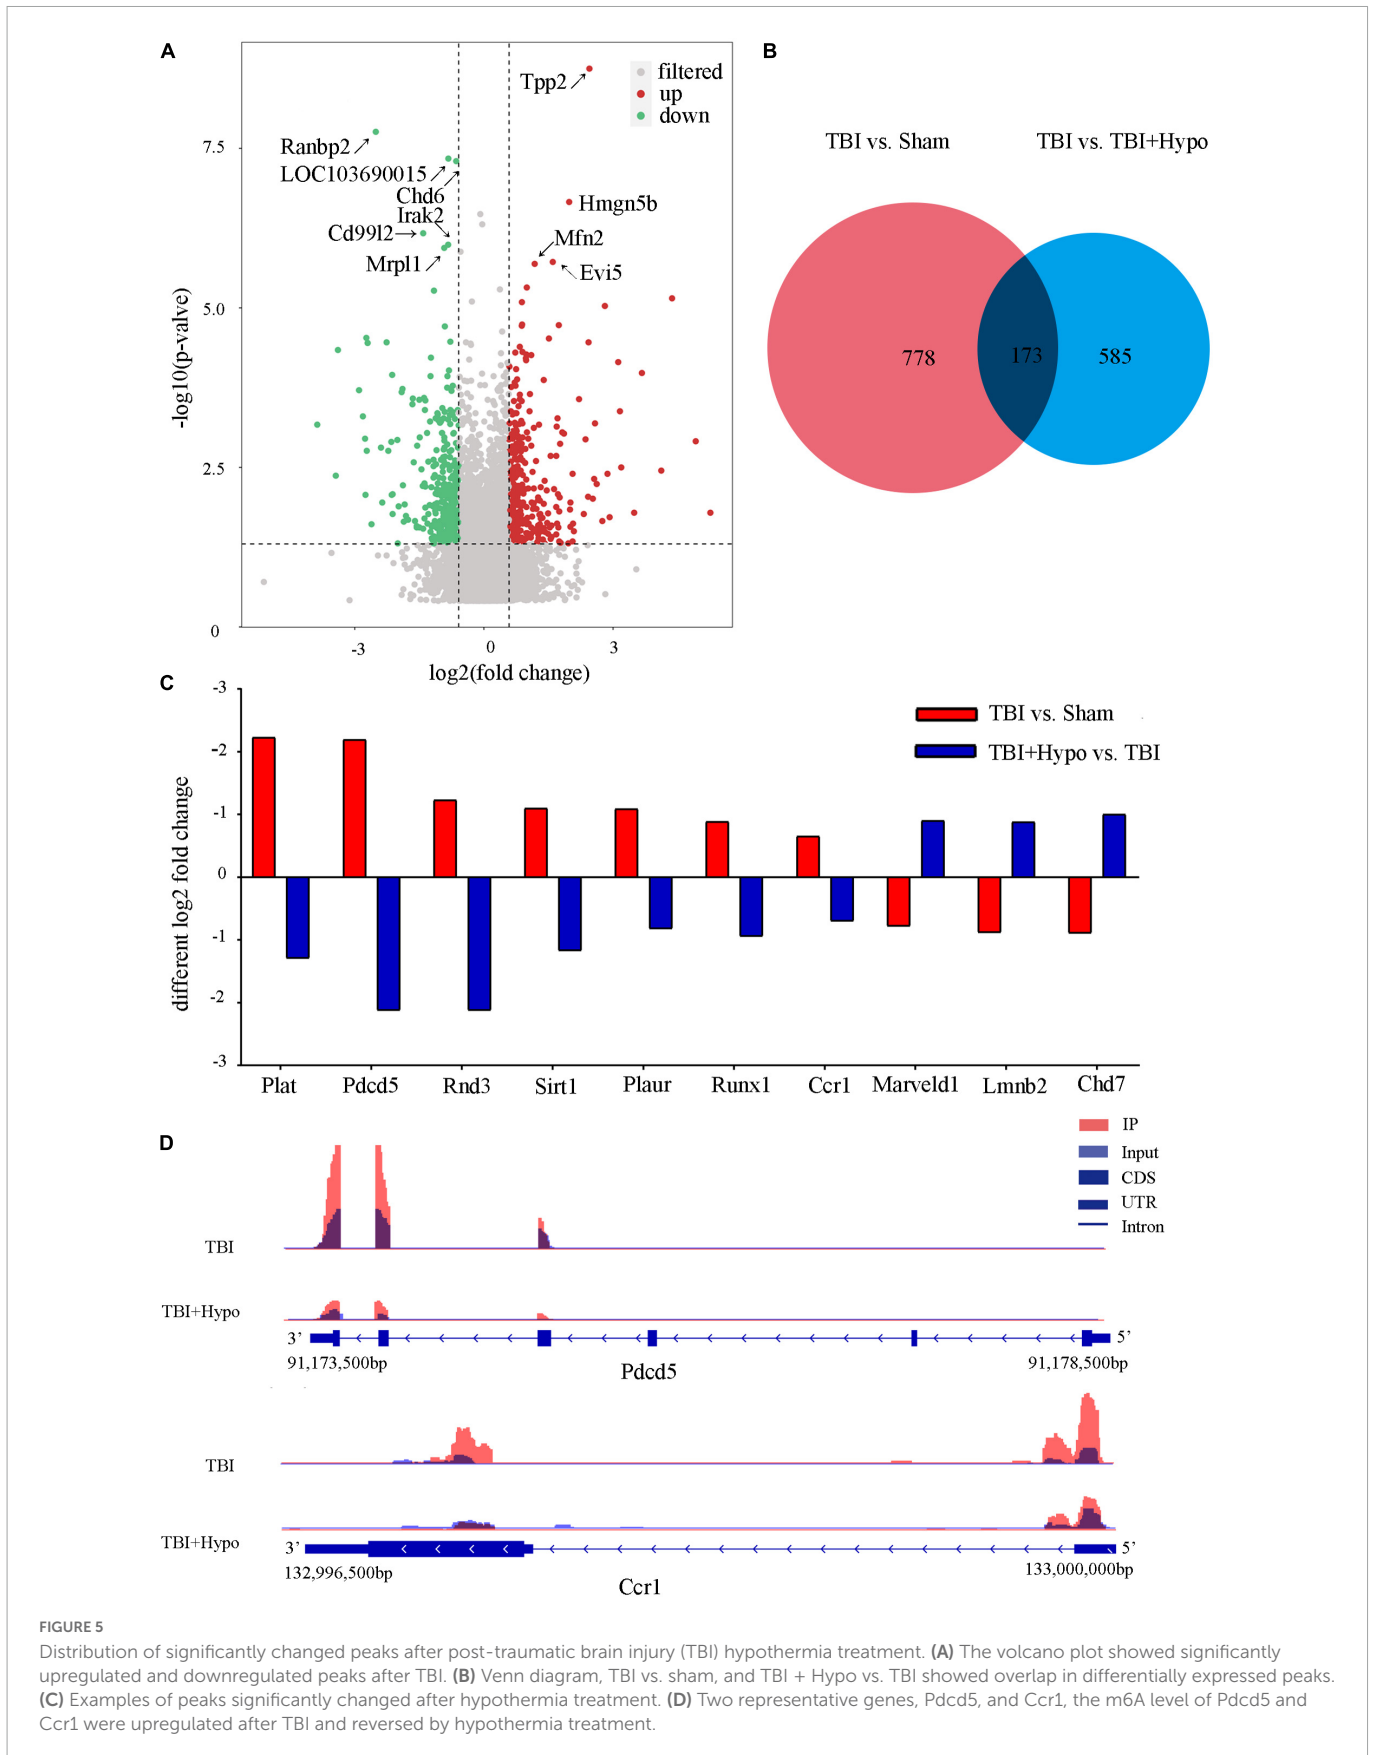 A
B
Tpp2
filtered
up
down
7.5
Ranbp2
LOC103690015
Chd6
Irak2
Cd99l2
Mrpl1
Hmgn5b
Mfn2
Evi5
5.0
-log10(p-valve)
2.5
0
-3
0
3
log2(fold change)
TBI vs. Sham
TBI vs. TBI+Hypo
778
173
585
C
-3
-2
-1
0
-1
-2
-3
different log2 fold change
TBI vs. Sham
TBI+Hypo vs. TBI
Plat
Pdcd5
Rnd3
Sirt1
Plaur
Runx1
Ccr1
Marveld1
Lmnb2
Chd7
D
IP
Input
CDS
UTR
Intron
TBI
TBI+Hypo
3’
5’
91,173,500bp
91,178,500bp
Pdcd5
TBI
TBI+Hypo
3’
5’
132,996,500bp
133,000,000bp
Ccr1
FIGURE 5
Distribution of significantly changed peaks after post-traumatic brain injury (TBI) hypothermia treatment. (A) The volcano plot showed significantly
upregulated and downregulated peaks after TBI. (B) Venn diagram, TBI vs. sham, and TBI + Hypo vs. TBI showed overlap in differentially expressed peaks.
(C) Examples of peaks significantly changed after hypothermia treatment. (D) Two representative genes, Pdcd5, and Ccr1, the m6A level of Pdcd5 and
Ccr1 were upregulated after TBI and reversed by hypothermia treatment.